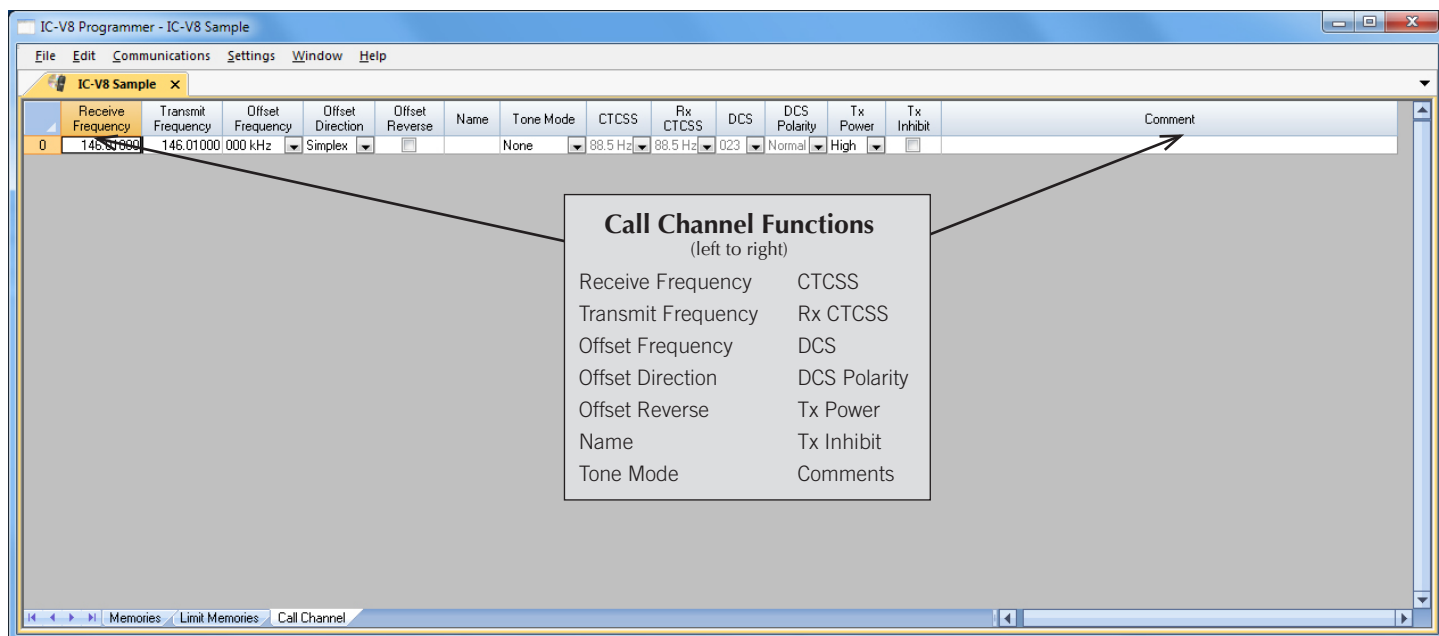 IC-V8 Programmer - IC-V8 Sample
File Edit Communications Settings Window Help
IC-V8 Sample X
Receive Frequency Transmit Frequency Offset Frequency Offset Direction Offset Reverse Name Tone Mode CTCSS Rx CTCSS DCS DCS Polarity Tx Power Tx Inhibit Comment
0 146.01000 146.01000 000 kHz Simplex None 88.5 Hz 88.5 Hz 023 Normal High
Call Channel Functions
(left to right)
Receive Frequency CTCSS
Transmit Frequency Rx CTCSS
Offset Frequency DCS
Offset Direction DCS Polarity
Offset Reverse Tx Power
Name Tx Inhibit
Tone Mode Comments
Memories Limit Memories Call Channel